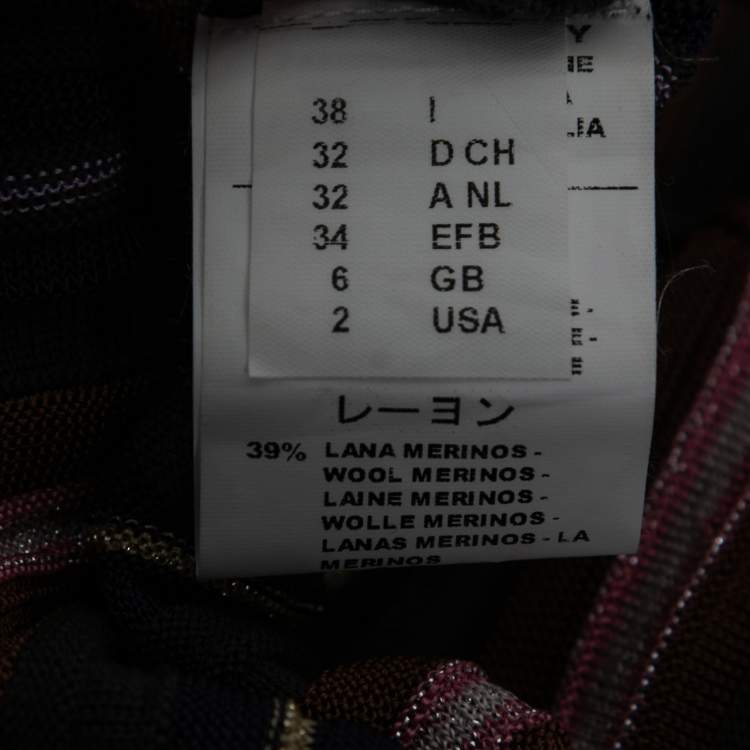 38 I
32 D CH
32 A NL
34 EFB
6 GB
2 USA
レーヨン
39% LANA MERINOS -
WOOL MERINOS -
LAINE MERINOS -
WOLLE MERINOS -
LANAS MERINOS - LA
MERINOS